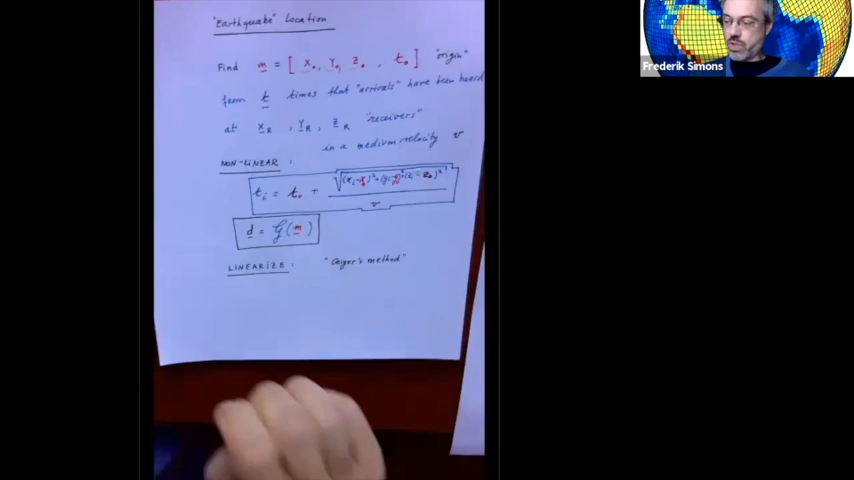 "Earthquake" Location
Find m = [ x₀, y₀, z₀ , t₀ ] "origin"
from t times that "arrivals" have been heard
at x_R , y_R , z_R "receivers"
in a medium velocity v
NON-LINEAR :
tᵢ = t₀ + √(xᵢ-x₀)²+(yᵢ-y₀)²+(zᵢ-z₀)² / v
d = G(m)
LINEARIZE : "Geiger's method"
Frederik Simons